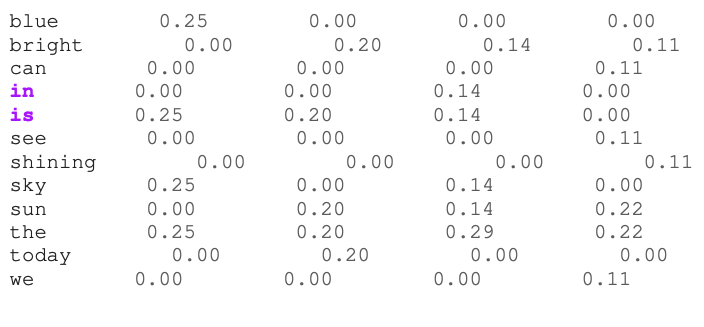 blue 0.25 0.00 0.00 0.00
bright 0.00 0.20 0.14 0.11
can 0.00 0.00 0.00 0.11
in 0.00 0.00 0.14 0.00
is 0.25 0.20 0.14 0.00
see 0.00 0.00 0.00 0.11
shining 0.00 0.00 0.00 0.11
sky 0.25 0.00 0.14 0.00
sun 0.00 0.20 0.14 0.22
the 0.25 0.20 0.29 0.22
today 0.00 0.20 0.00 0.00
we 0.00 0.00 0.00 0.11